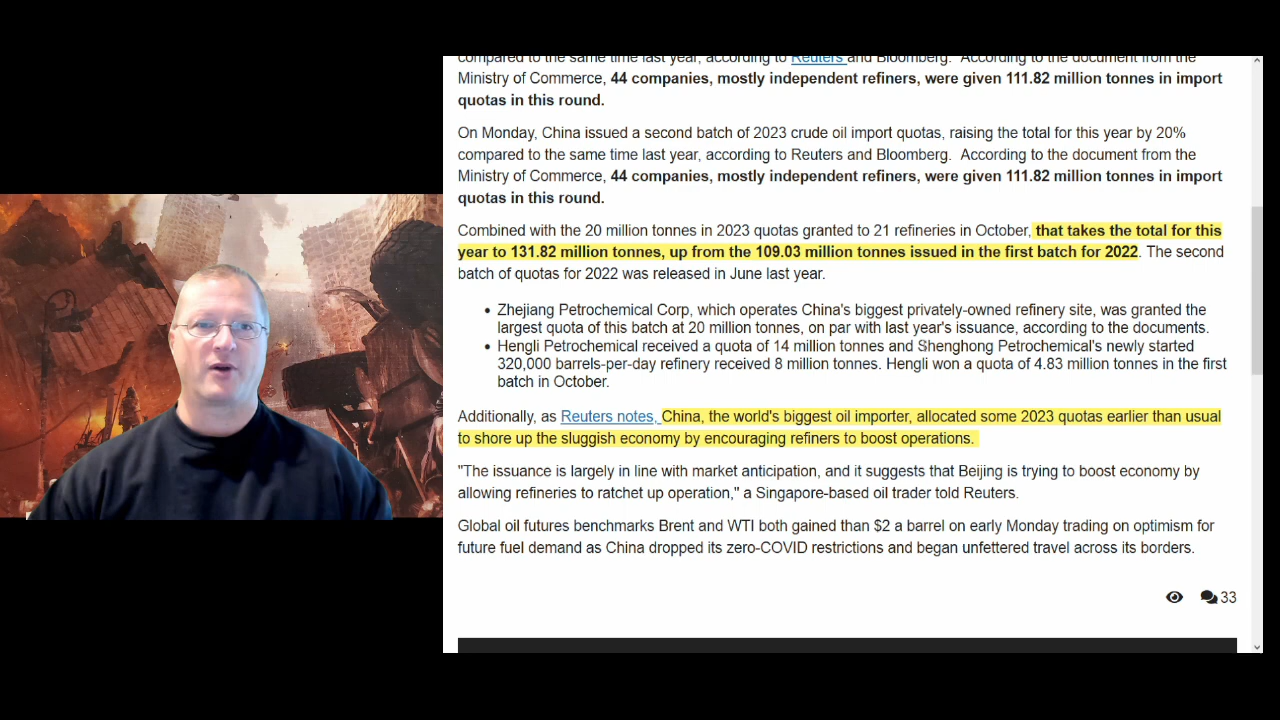 compared to the same time last year, according to Reuters and Bloomberg.  According to the document from the
Ministry of Commerce, 44 companies, mostly independent refiners, were given 111.82 million tonnes in import
quotas in this round.
On Monday, China issued a second batch of 2023 crude oil import quotas, raising the total for this year by 20%
compared to the same time last year, according to Reuters and Bloomberg.  According to the document from the
Ministry of Commerce, 44 companies, mostly independent refiners, were given 111.82 million tonnes in import
quotas in this round.
Combined with the 20 million tonnes in 2023 quotas granted to 21 refineries in October, that takes the total for this
year to 131.82 million tonnes, up from the 109.03 million tonnes issued in the first batch for 2022. The second
batch of quotas for 2022 was released in June last year.
• Zhejiang Petrochemical Corp, which operates China's biggest privately-owned refinery site, was granted the
largest quota of this batch at 20 million tonnes, on par with last year's issuance, according to the documents.
• Hengli Petrochemical received a quota of 14 million tonnes and Shenghong Petrochemical's newly started
320,000 barrels-per-day refinery received 8 million tonnes. Hengli won a quota of 4.83 million tonnes in the first
batch in October.
Additionally, as Reuters notes, China, the world's biggest oil importer, allocated some 2023 quotas earlier than usual
to shore up the sluggish economy by encouraging refiners to boost operations.
"The issuance is largely in line with market anticipation, and it suggests that Beijing is trying to boost economy by
allowing refineries to ratchet up operation," a Singapore-based oil trader told Reuters.
Global oil futures benchmarks Brent and WTI both gained than $2 a barrel on early Monday trading on optimism for
future fuel demand as China dropped its zero-COVID restrictions and began unfettered travel across its borders.
33